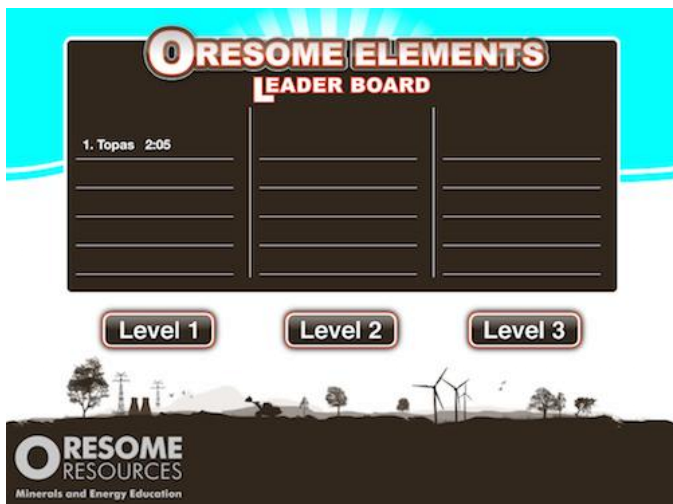 ORESOME ELEMENTS
LEADER BOARD
1. Topas 2:05
Level 1 Level 2 Level 3
ORESOME
RESOURCES
Minerals and Energy Education